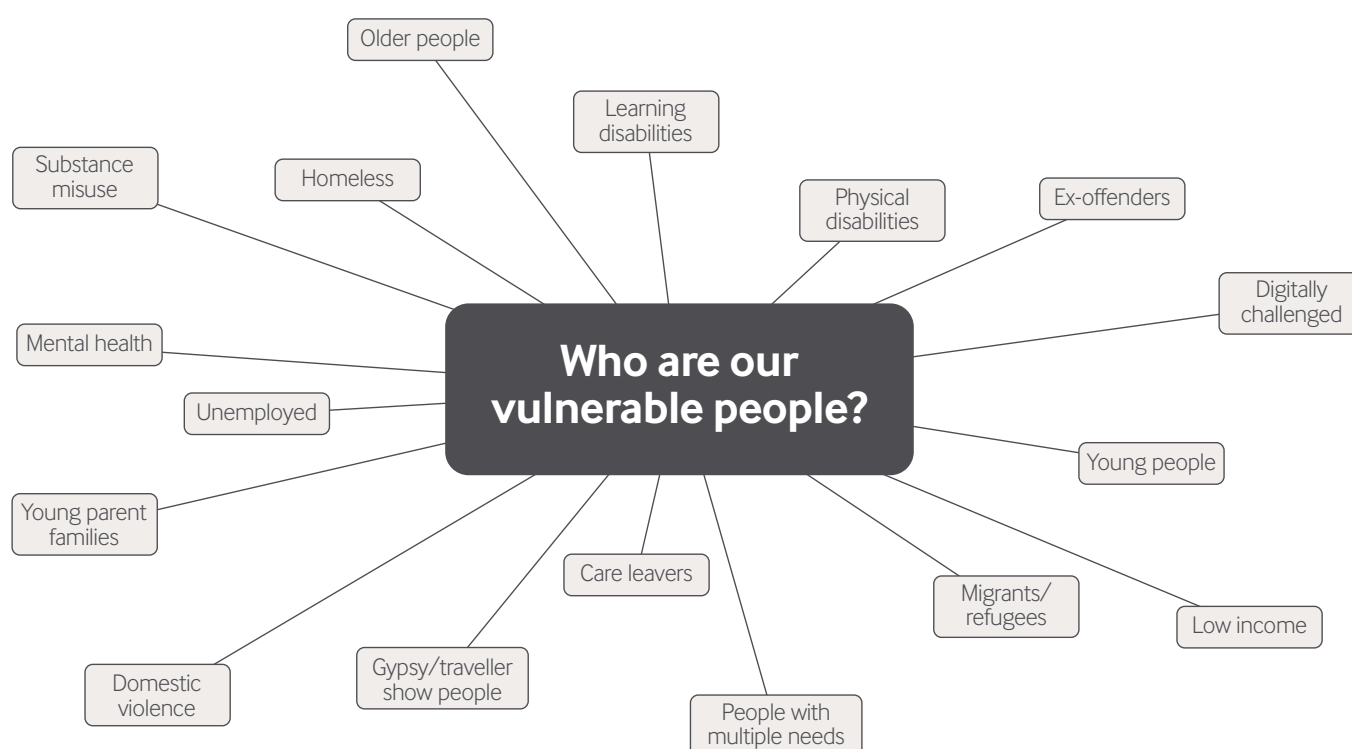 Older people
Learning
disabilities
Substance
misuse
Homeless
Physical
disabilities
Ex-offenders
Digitally
challenged
Mental health
Who are our
vulnerable people?
Unemployed
Young people
Young parent
families
Care leavers
Migrants/
refugees
Low income
Domestic
violence
Gypsy/traveller
show people
People with
multiple needs